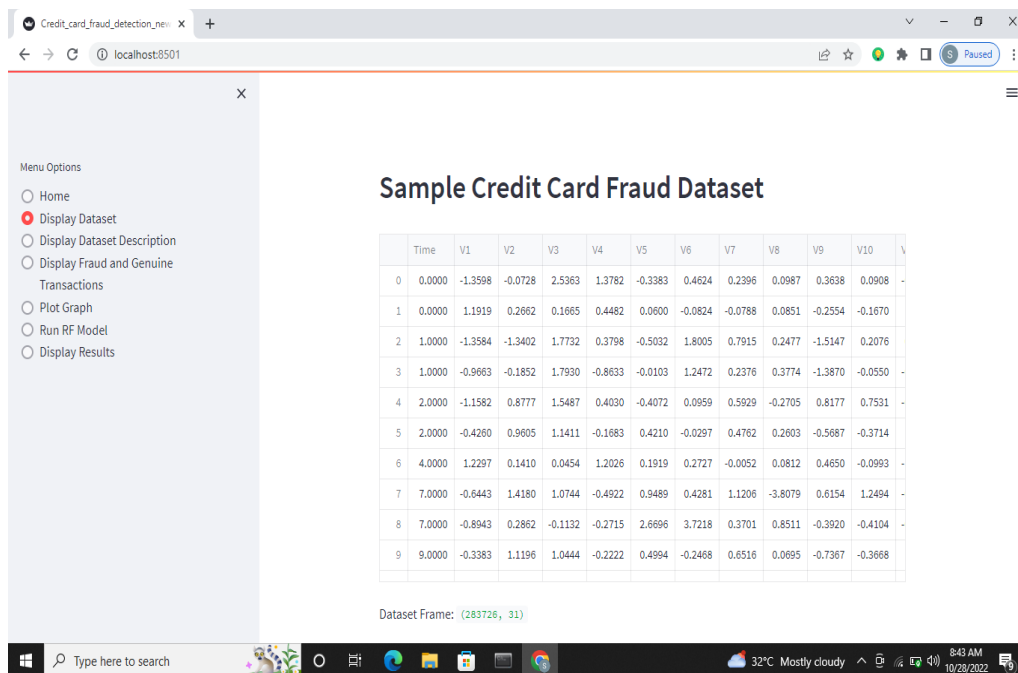 Credit_card_fraud_detection_new
localhost:8501
S Paused
Menu Options
Home
Display Dataset
Display Dataset Description
Display Fraud and Genuine
Transactions
Plot Graph
Run RF Model
Display Results
Sample Credit Card Fraud Dataset
Time V1 V2 V3 V4 V5 V6 V7 V8 V9 V10 V
0 0.0000 -1.3598 -0.0728 2.5363 1.3782 -0.3383 0.4624 0.2396 0.0987 0.3638 0.0908 -
1 0.0000 1.1919 0.2662 0.1665 0.4482 0.0600 -0.0824 -0.0788 0.0851 -0.2554 -0.1670
2 1.0000 -1.3584 -1.3402 1.7732 0.3798 -0.5032 1.8005 0.7915 0.2477 -1.5147 0.2076
3 1.0000 -0.9663 -0.1852 1.7930 -0.8633 -0.0103 1.2472 0.2376 0.3774 -1.3870 -0.0550 -
4 2.0000 -1.1582 0.8777 1.5487 0.4030 -0.4072 0.0959 0.5929 -0.2705 0.8177 0.7531 -
5 2.0000 -0.4260 0.9605 1.1411 -0.1683 0.4210 -0.0297 0.4762 0.2603 -0.5687 -0.3714
6 4.0000 1.2297 0.1410 0.0454 1.2026 0.1919 0.2727 -0.0052 0.0812 0.4650 -0.0993 -
7 7.0000 -0.6443 1.4180 1.0744 -0.4922 0.9489 0.4281 1.1206 -3.8079 0.6154 1.2494 -
8 7.0000 -0.8943 0.2862 -0.1132 -0.2715 2.6696 3.7218 0.3701 0.8511 -0.3920 -0.4104 -
9 9.0000 -0.3383 1.1196 1.0444 -0.2222 0.4994 -0.2468 0.6516 0.0695 -0.7367 -0.3668
Dataset Frame: (283726, 31)
Type here to search
32°C Mostly cloudy
8:43 AM
10/28/2022
9